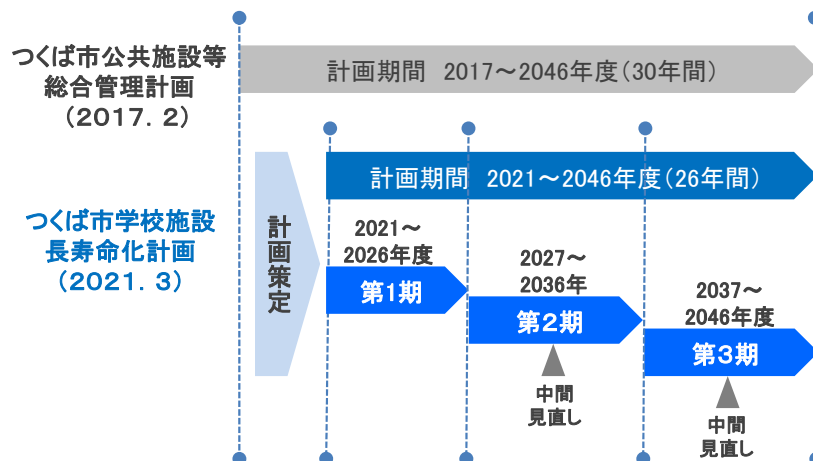 つくば市公共施設等
総合管理計画
（2017．2）
計画期間 2017～2046年度（30年間）
計画期間 2021～2046年度（26年間）
つくば市学校施設
長寿命化計画
（2021．3）
計画策定
2021～
2026年度
第1期
2027～
2036年
第2期
2037～
2046年度
第3期
中間
見直し
中間
見直し